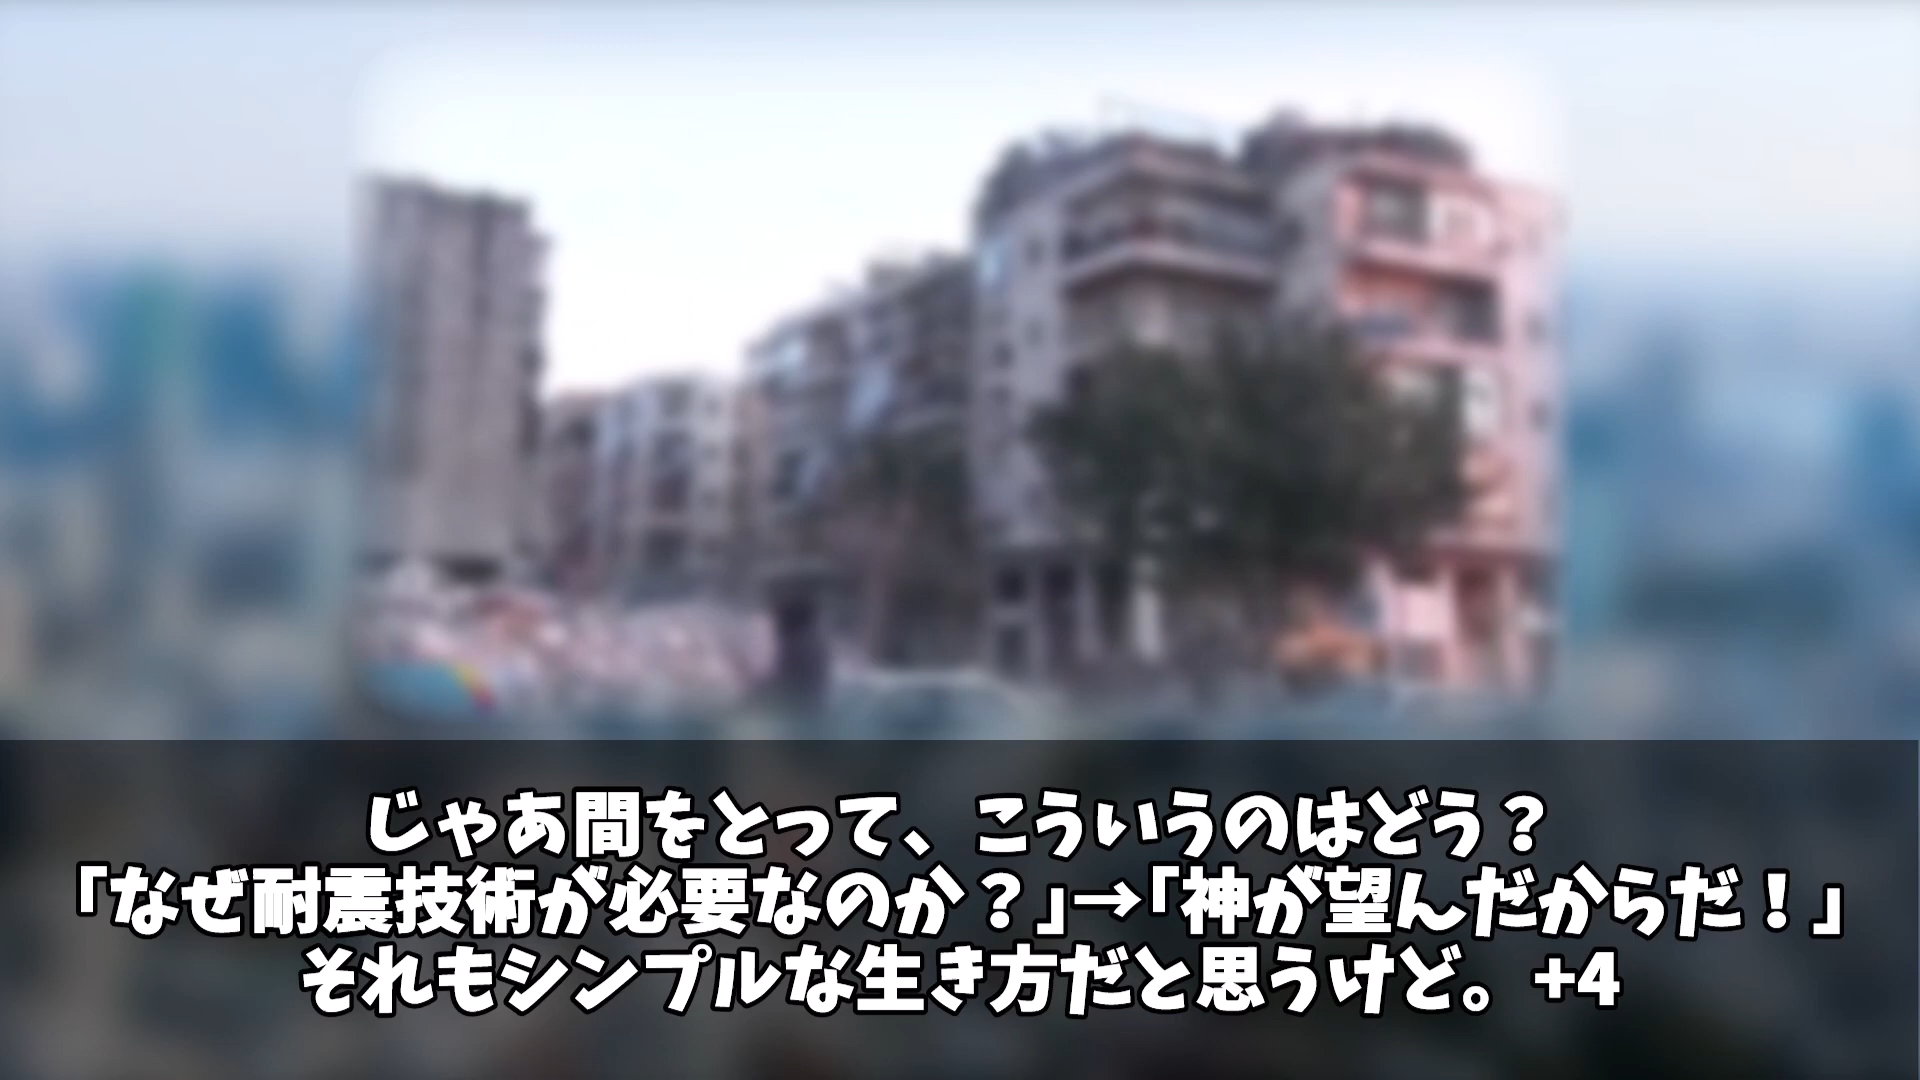 じゃあ間をとって、こういうのはどう？
「なぜ耐震技術が必要なのか？」→「神が望んだからだ！」
それもシンプルな生き方だと思うけど。+4